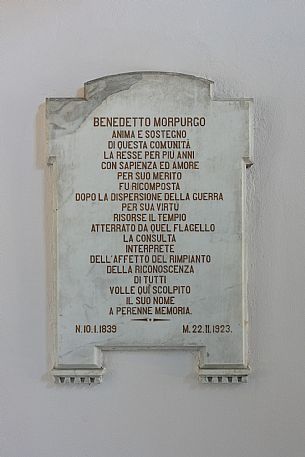 BENEDETTO MORPURGO
ANIMA E SOSTEGNO
DI QUESTA COMUNITÀ
LA RESSE PER PIÙ ANNI
CON SAPIENZA ED AMORE
PER SUO MERITO
FU RICOMPOSTA
DOPO LA DISPERSIONE DELLA GUERRA
PER SUA VIRTÙ
RISORSE IL TEMPIO
ATTERRATO DA QUEL FLAGELLO
LA CONSULTA
INTERPRETE
DELL'AFFETTO DEL RIMPIANTO
DELLA RICONOSCENZA
DI TUTTI
VOLLE QUÌ SCOLPITO
IL SUO NOME
A PERENNE MEMORIA.
N.10.1.1839 M.22.11.1923.